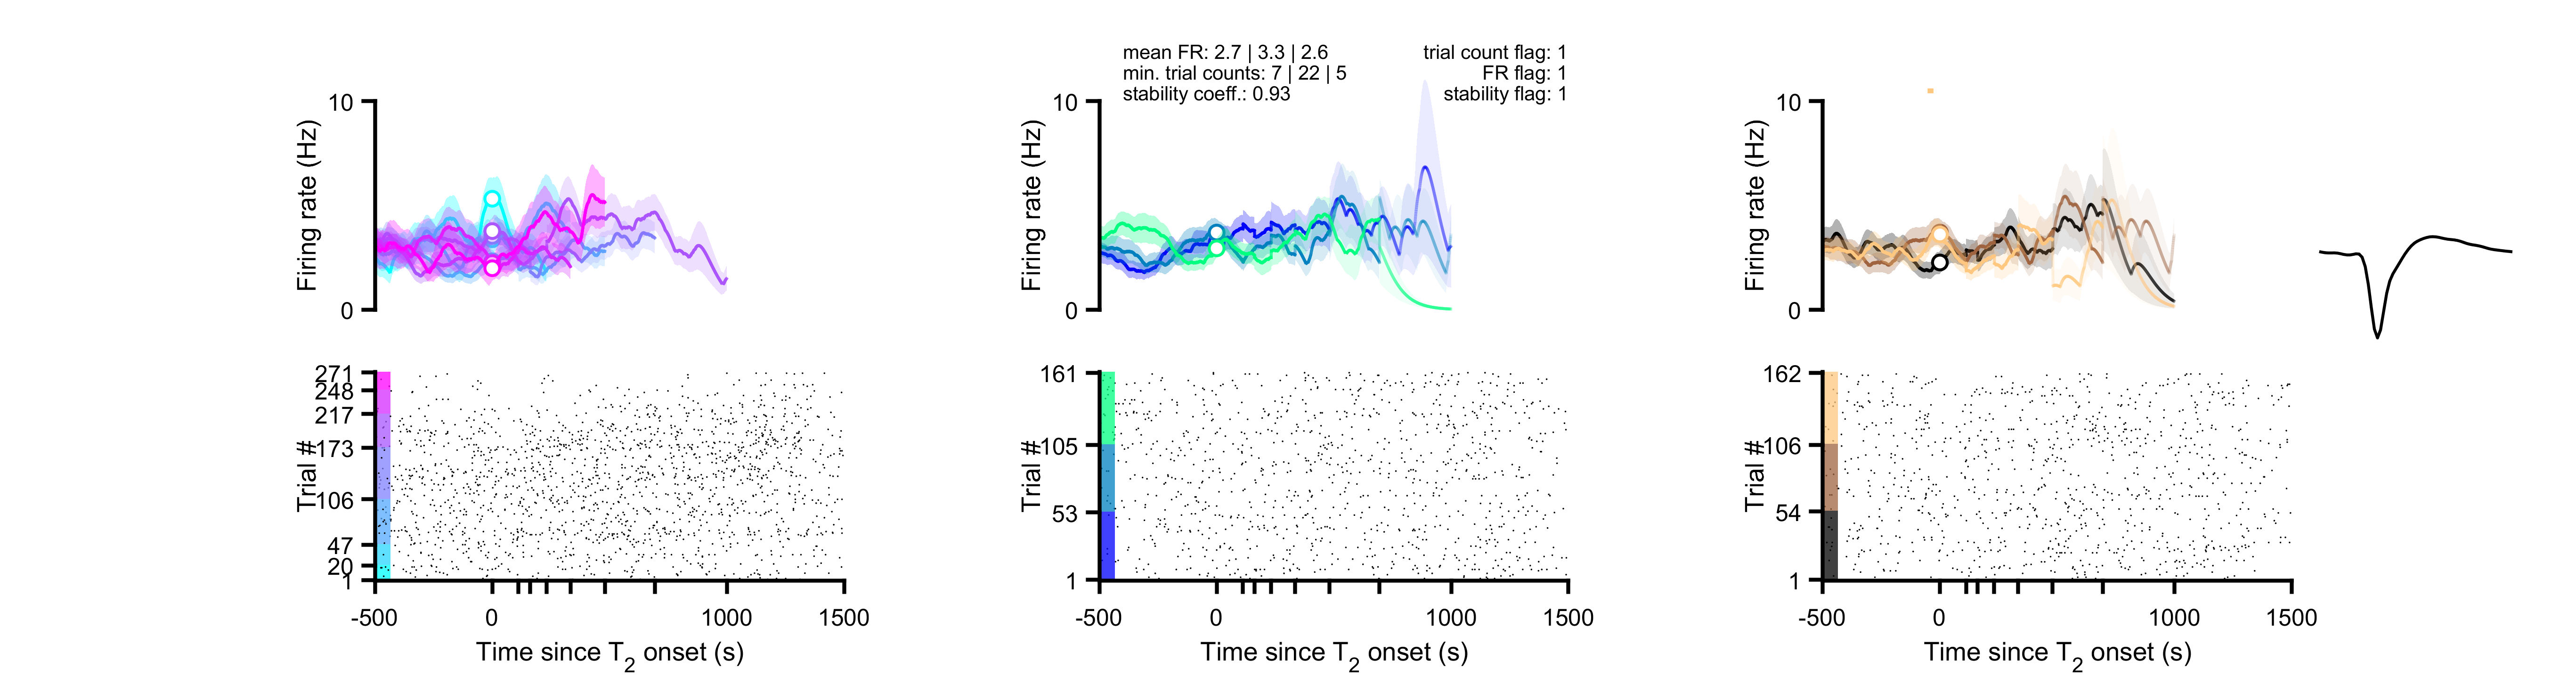 mean FR: 2.7 | 3.3 | 2.6
min. trial counts: 7 | 22 | 5
stability coeff.: 0.93
trial count flag: 1
FR flag: 1
stability flag: 1
10
Firing rate (Hz)
0
10
Firing rate (Hz)
0
10
Firing rate (Hz)
0
271
248
217
173
106
47
20
1
Trial #
-500
0
1000
1500
Time since T2 onset (s)
161
105
53
1
Trial #
-500
0
1000
1500
Time since T2 onset (s)
162
106
54
1
Trial #
-500
0
1000
1500
Time since T2 onset (s)